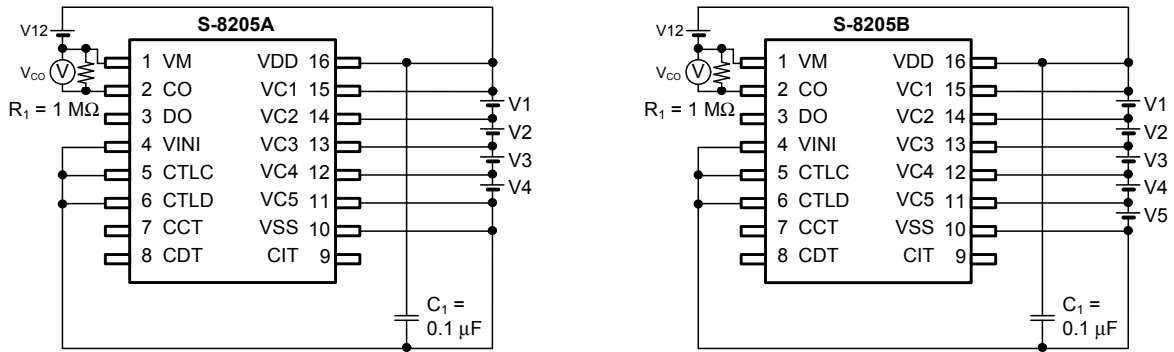 S-8205A
V12
V
V_CO
R₁ = 1 MΩ
1 VM
2 CO
3 DO
4 VINI
5 CTLC
6 CTLD
7 CCT
8 CDT
VDD 16
VC1 15
VC2 14
VC3 13
VC4 12
VC5 11
VSS 10
CIT 9
V1
V2
V3
V4
C₁ =
0.1 μF
S-8205B
V12
V
V_CO
R₁ = 1 MΩ
1 VM
2 CO
3 DO
4 VINI
5 CTLC
6 CTLD
7 CCT
8 CDT
VDD 16
VC1 15
VC2 14
VC3 13
VC4 12
VC5 11
VSS 10
CIT 9
V1
V2
V3
V4
V5
C₁ =
0.1 μF